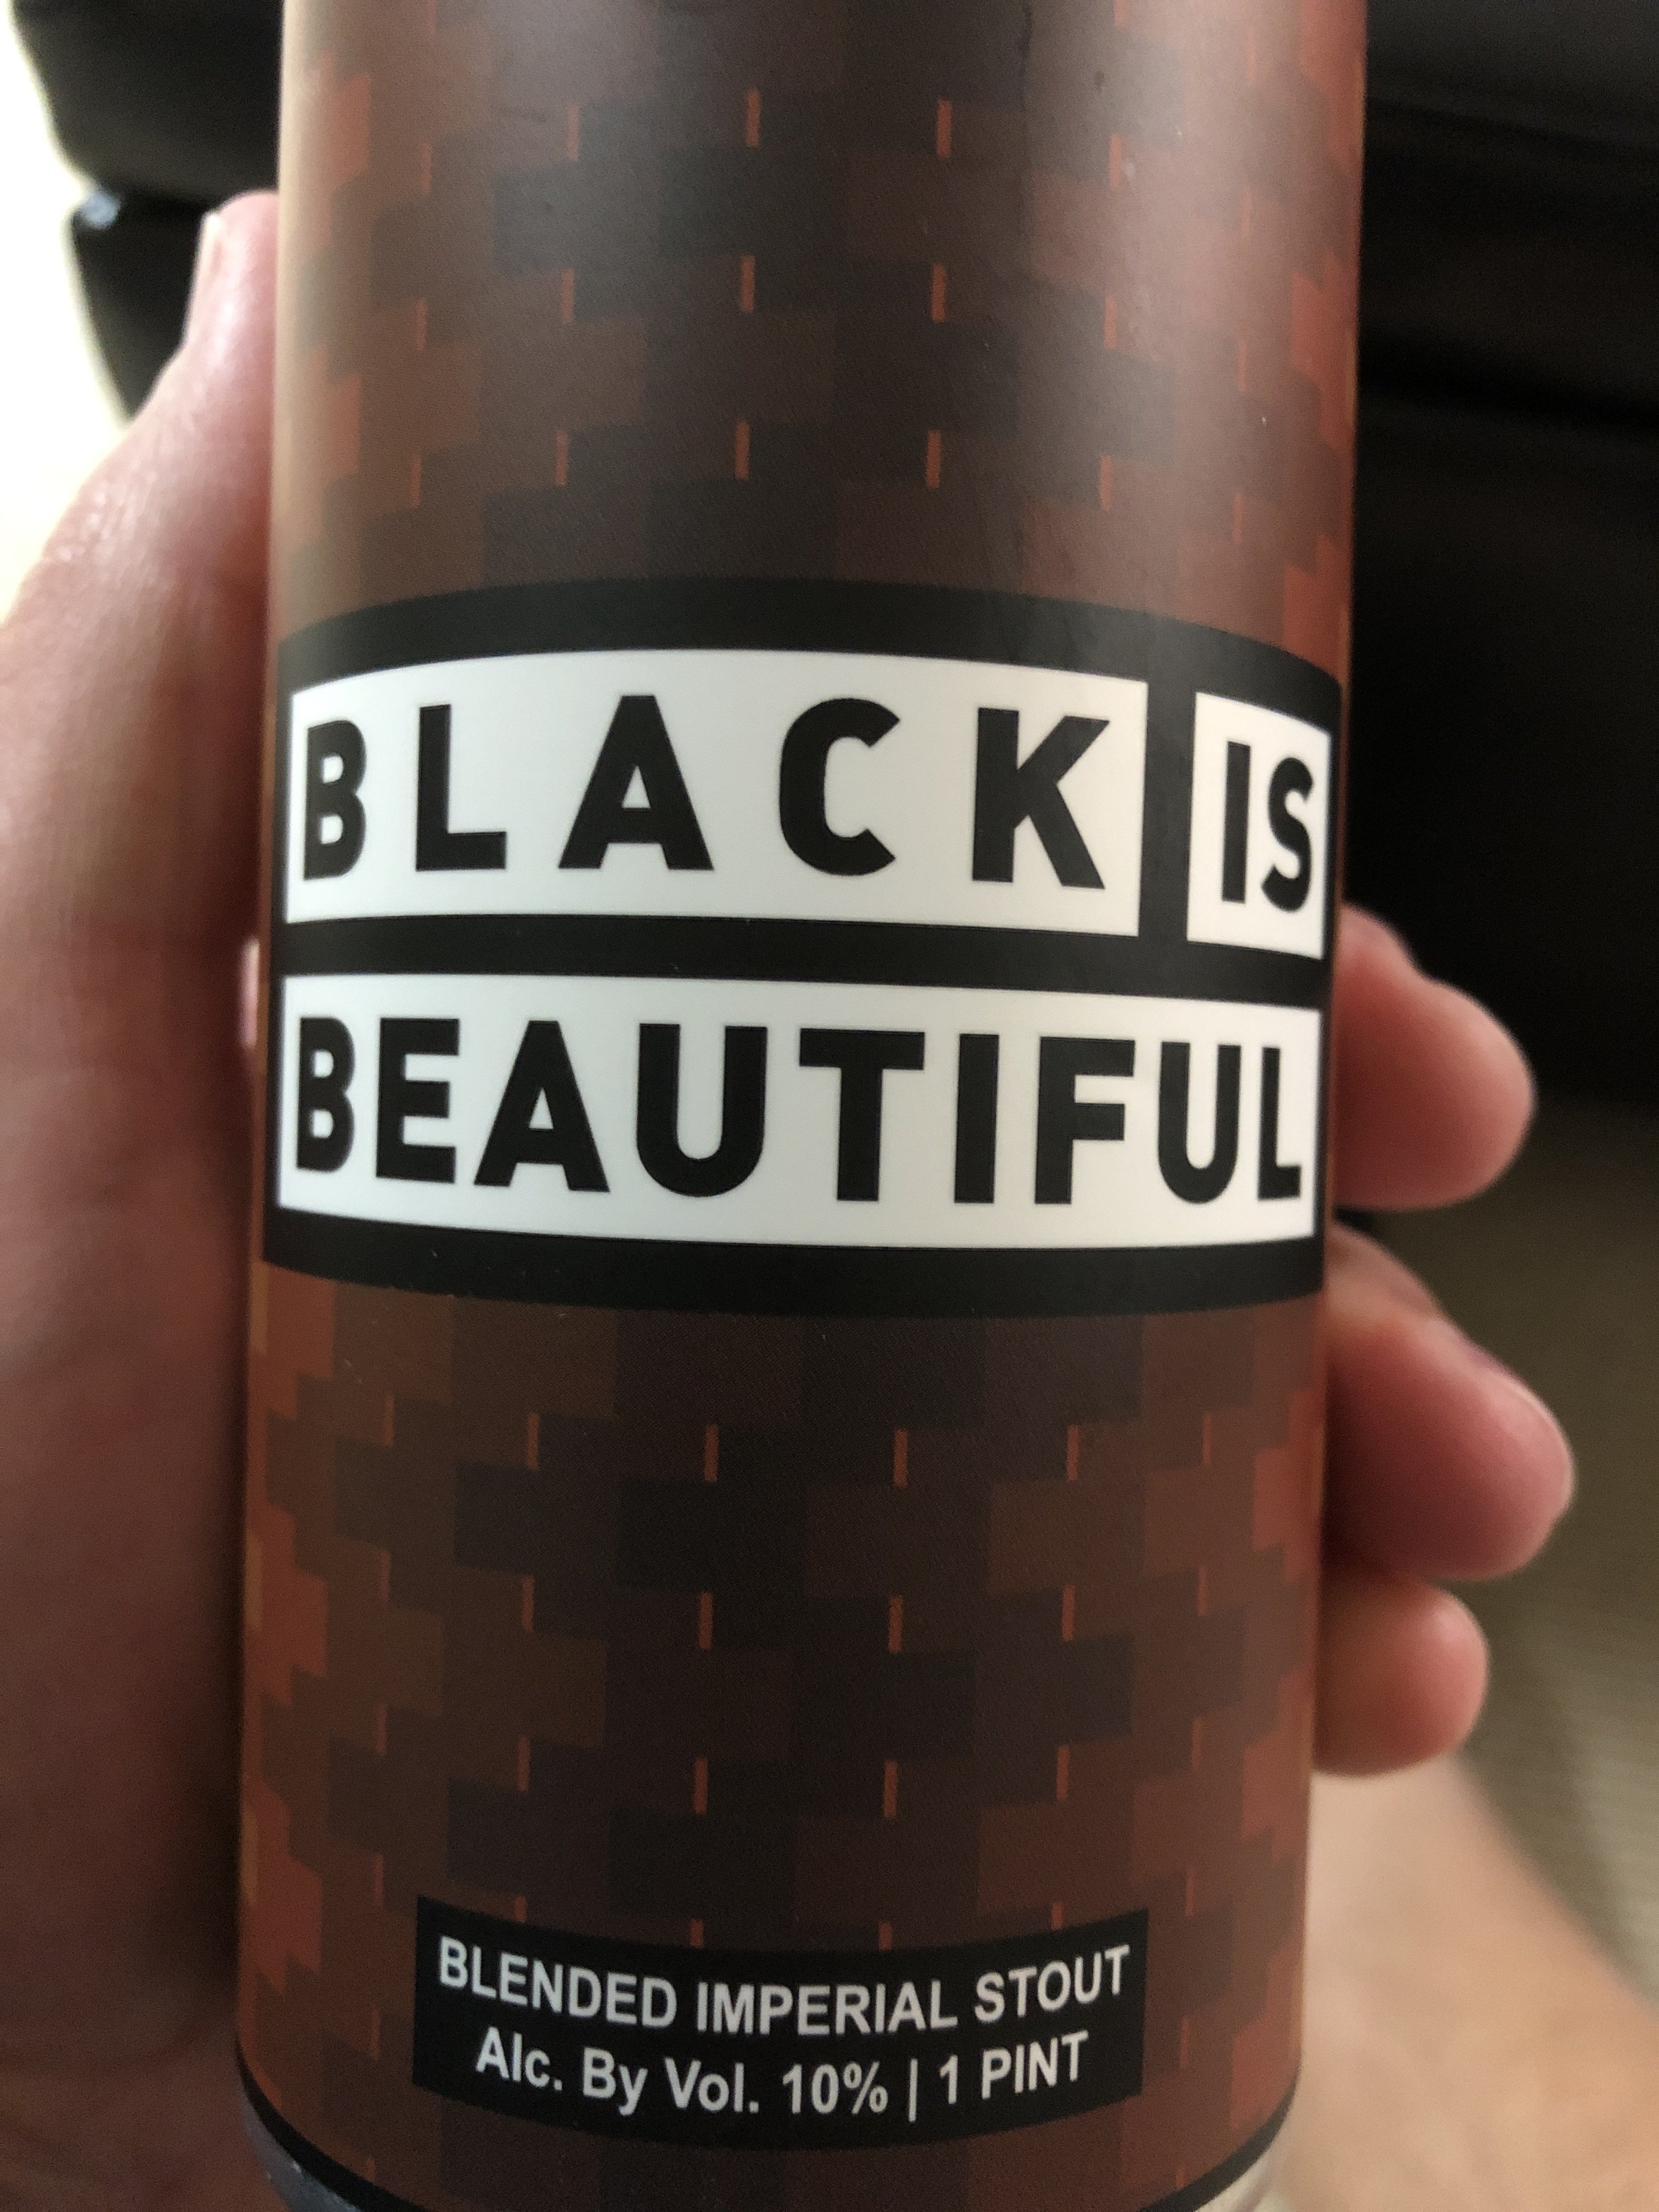 BLACK IS
BEAUTIFUL
BLENDED IMPERIAL STOUT
Alc. By Vol. 10% | 1 PINT